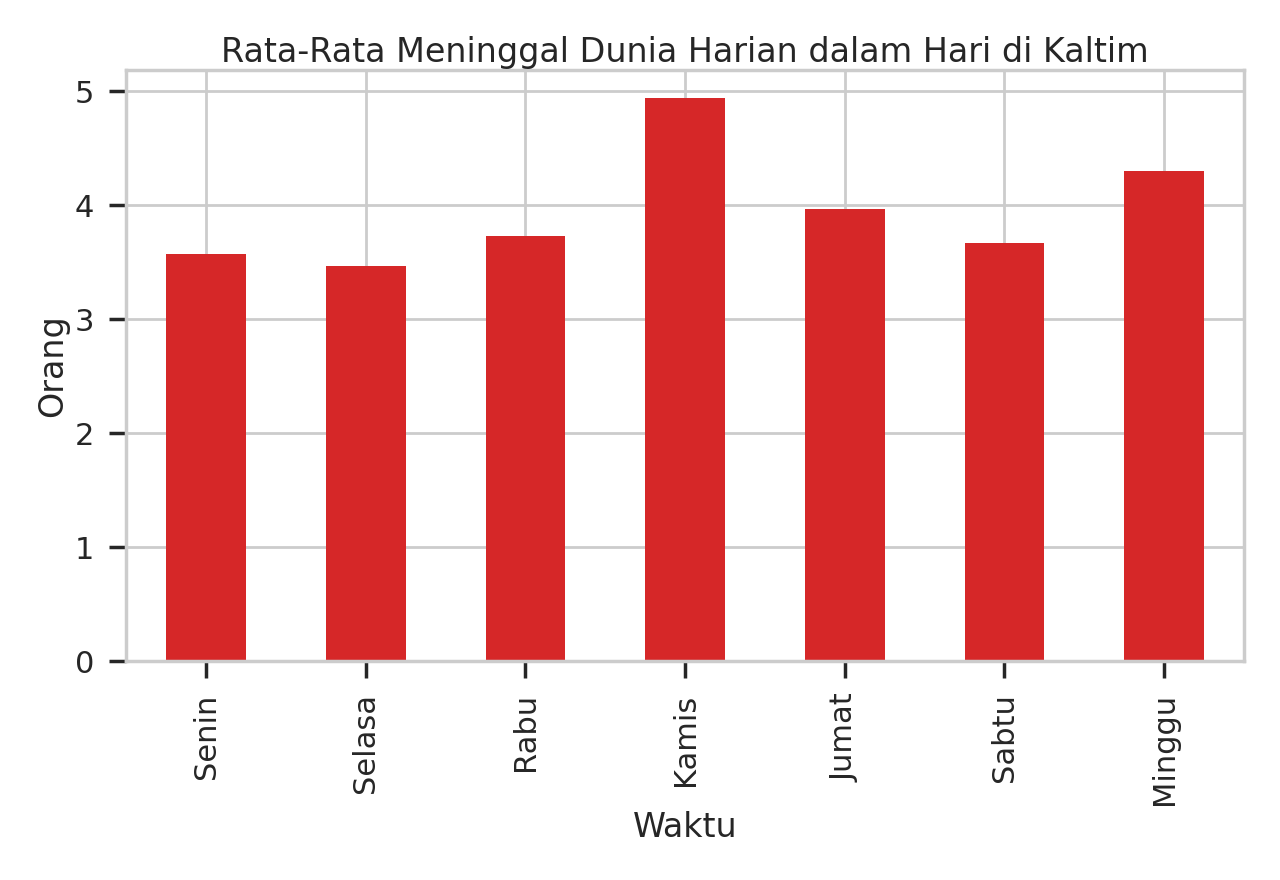 Rata-Rata Meninggal Dunia Harian dalam Hari di Kaltim
5
4
3
2
1
0
Orang
Senin
Selasa
Rabu
Kamis
Jumat
Sabtu
Minggu
Waktu